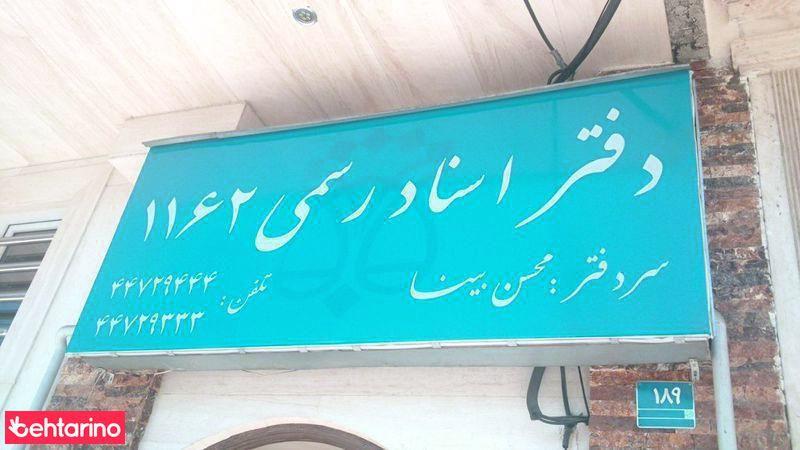 دفتر اسناد رسمی ۱۱۶۲
سردفتر : محسن بینا
تلفن : ۴۴۷۲۹۴۴۴
۴۴۷۲۹۳۳۳
۱۸۹
behtarino